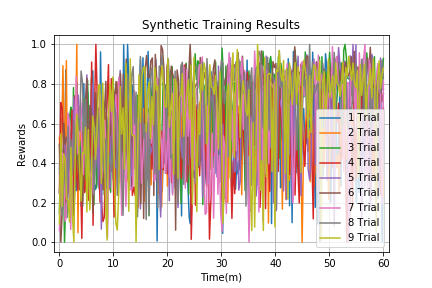 Synthetic Training Results
1.0
0.8
0.6
0.4
0.2
0.0
Rewards
0
10
20
30
40
50
60
Time(m)
1 Trial
2 Trial
3 Trial
4 Trial
5 Trial
6 Trial
7 Trial
8 Trial
9 Trial